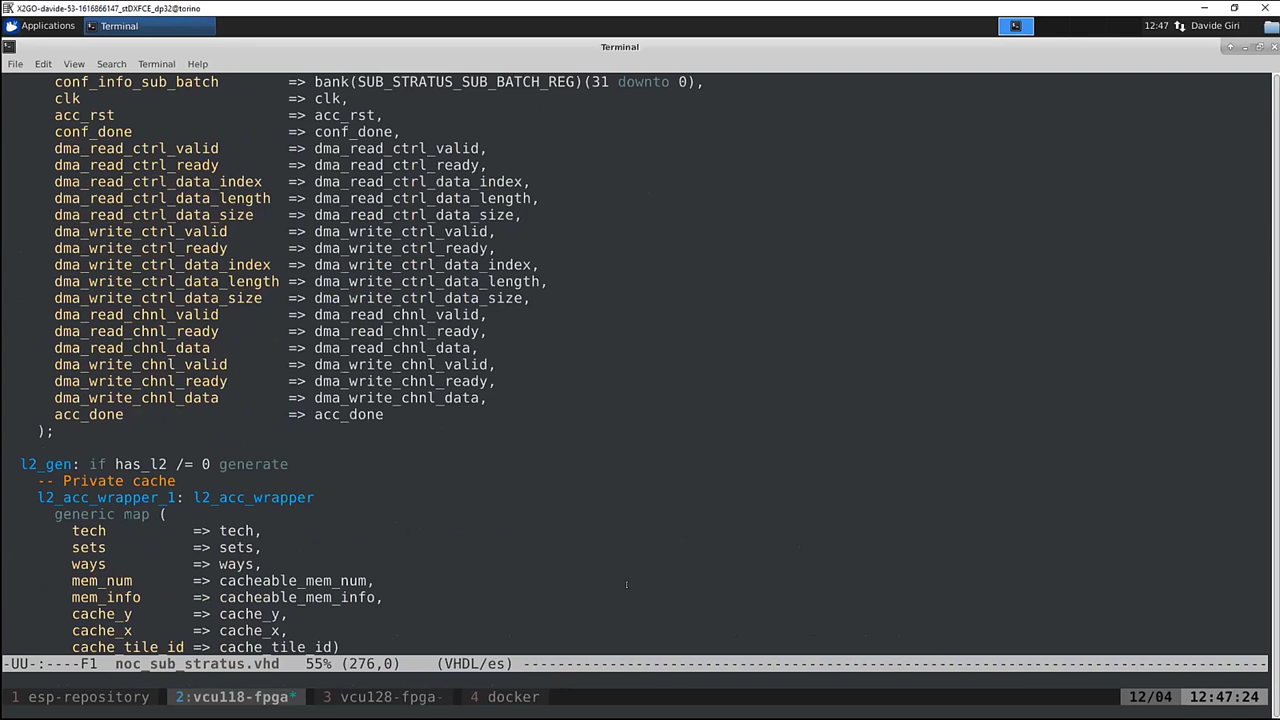 X2GO-davide-53-1616866147_stDXFCE_dp32@torino
Applications Terminal 12:47 Davide Giri
Terminal
File Edit View Search Terminal Help
conf_info_sub_batch => bank(SUB_STRATUS_SUB_BATCH_REG)(31 downto 0),
clk => clk,
acc_rst => acc_rst,
conf_done => conf_done,
dma_read_ctrl_valid => dma_read_ctrl_valid,
dma_read_ctrl_ready => dma_read_ctrl_ready,
dma_read_ctrl_data_index => dma_read_ctrl_data_index,
dma_read_ctrl_data_length => dma_read_ctrl_data_length,
dma_read_ctrl_data_size => dma_read_ctrl_data_size,
dma_write_ctrl_valid => dma_write_ctrl_valid,
dma_write_ctrl_ready => dma_write_ctrl_ready,
dma_write_ctrl_data_index => dma_write_ctrl_data_index,
dma_write_ctrl_data_length => dma_write_ctrl_data_length,
dma_write_ctrl_data_size => dma_write_ctrl_data_size,
dma_read_chnl_valid => dma_read_chnl_valid,
dma_read_chnl_ready => dma_read_chnl_ready,
dma_read_chnl_data => dma_read_chnl_data,
dma_write_chnl_valid => dma_write_chnl_valid,
dma_write_chnl_ready => dma_write_chnl_ready,
dma_write_chnl_data => dma_write_chnl_data,
acc_done => acc_done
);
l2_gen: if has_l2 /= 0 generate
-- Private cache
l2_acc_wrapper_1: l2_acc_wrapper
generic map (
tech => tech,
sets => sets,
ways => ways,
mem_num => cacheable_mem_num,
mem_info => cacheable_mem_info,
cache_y => cache_y,
cache_x => cache_x,
cache_tile_id => cache_tile_id)
-UU-:----F1 noc_sub_stratus.vhd 55% (276,0) (VHDL/es) ----------------------------------------------------------------------------------------
1 esp-repository 2:vcu118-fpga* 3 vcu128-fpga- 4 docker 12/04 12:47:24